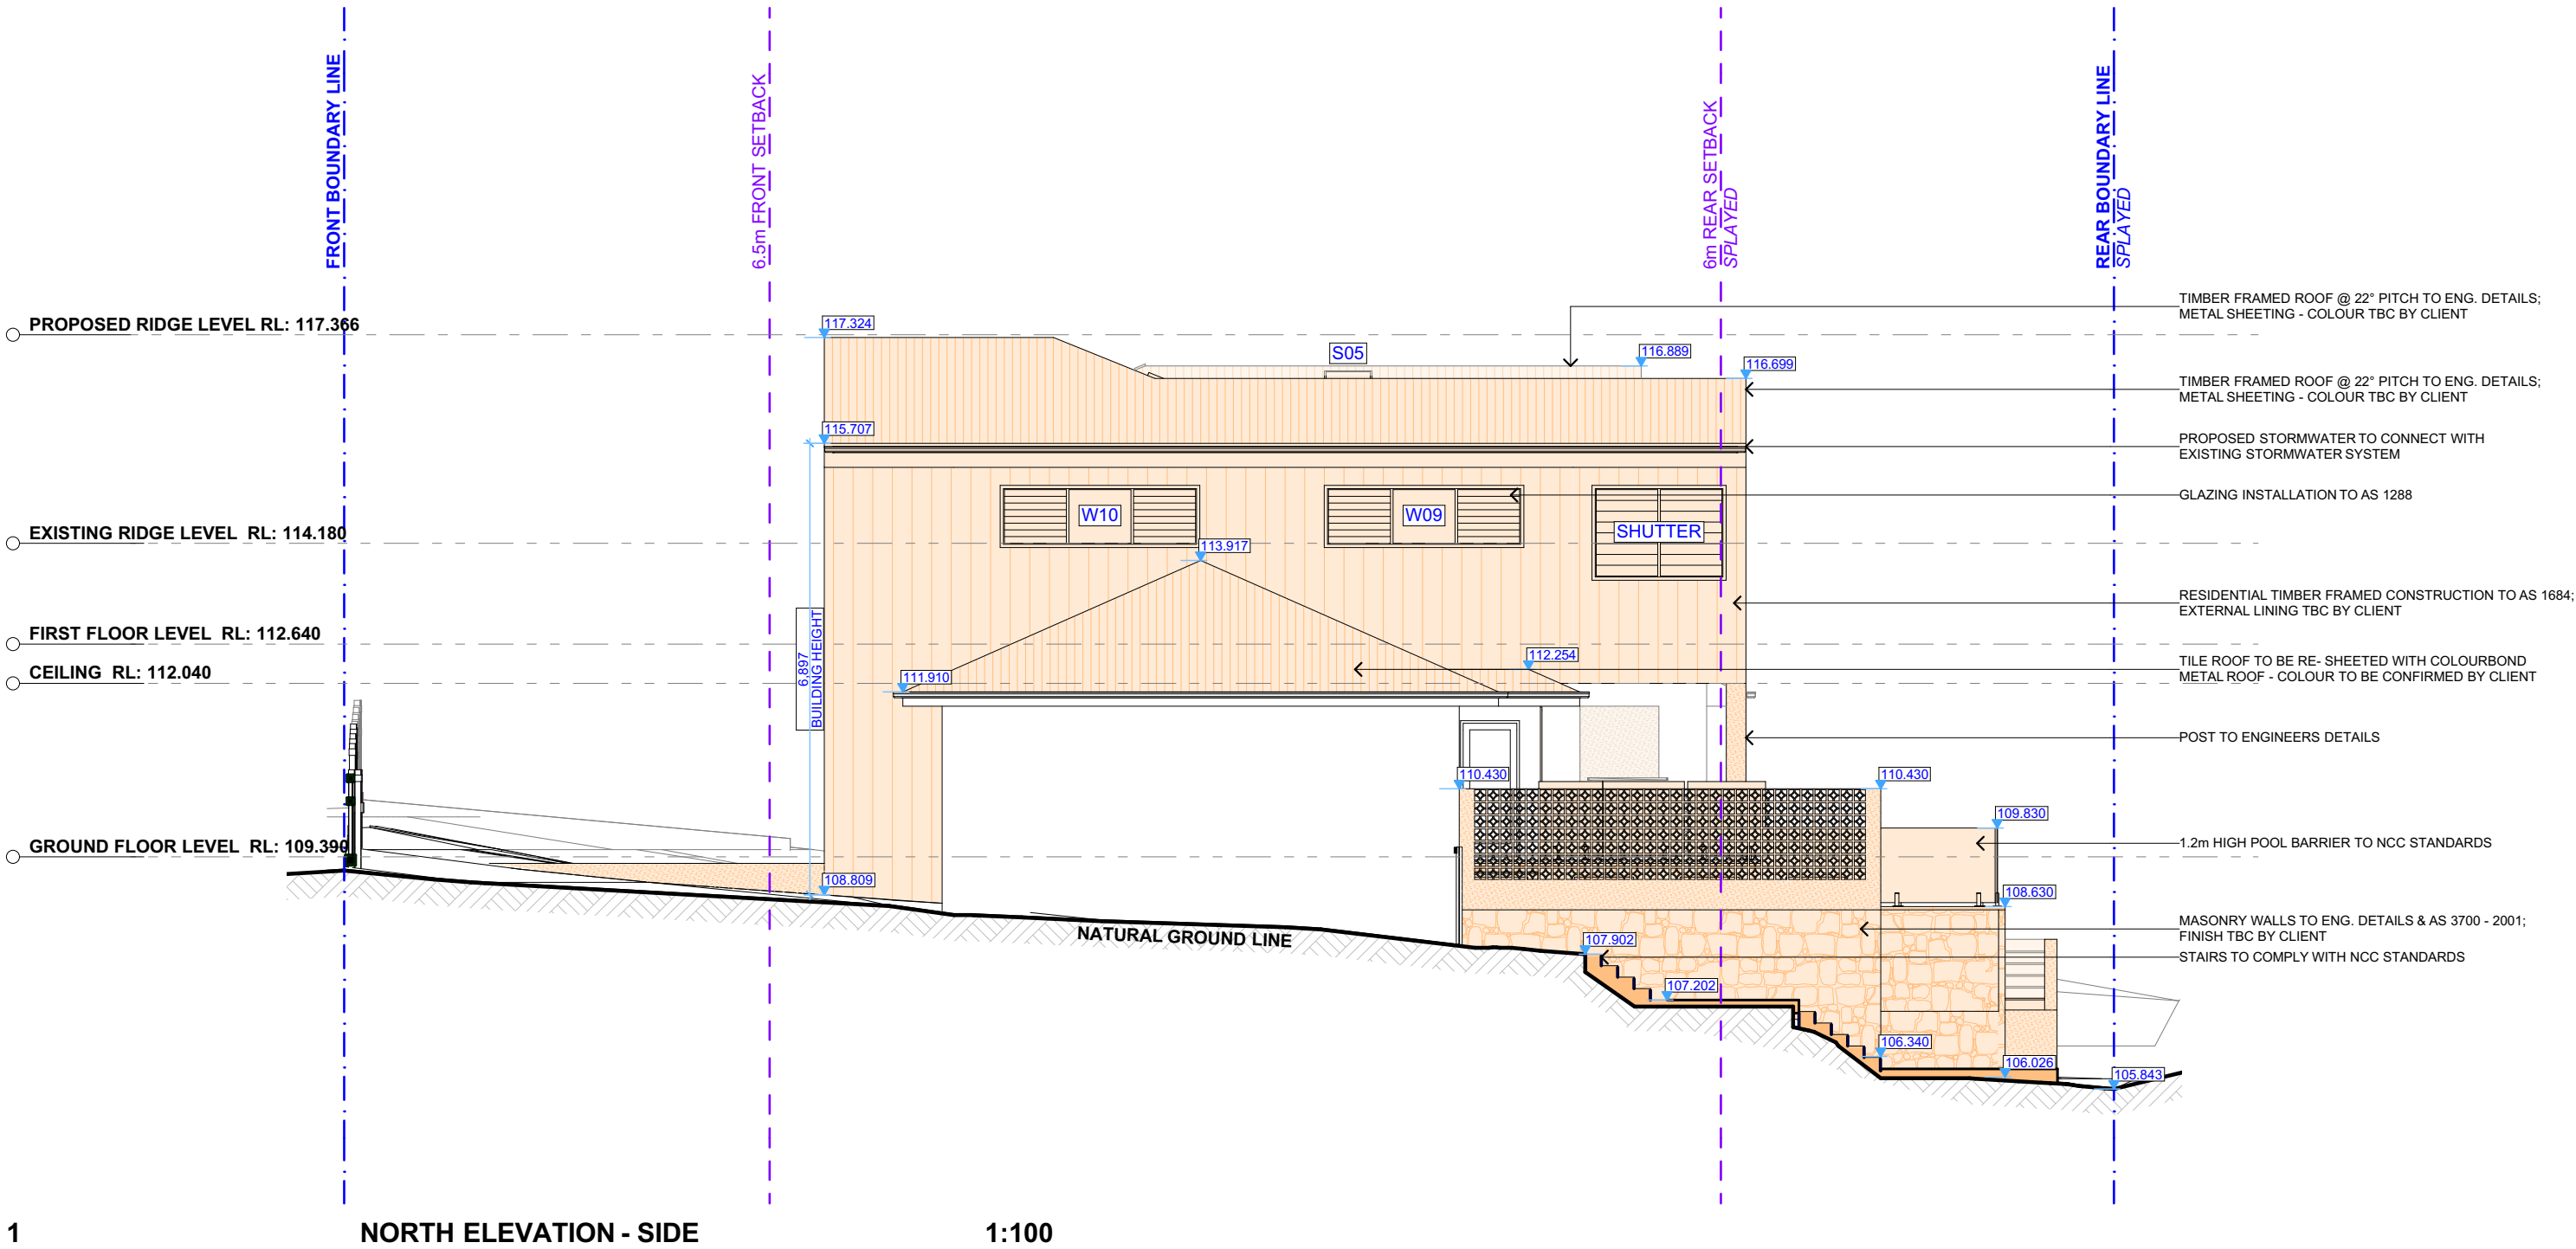 FRONT BOUNDARY LINE
6.5m FRONT SETBACK
6m REAR SETBACK
SPLAYED
REAR BOUNDARY LINE
SPLAYED
PROPOSED RIDGE LEVEL RL: 117.366
EXISTING RIDGE LEVEL RL: 114.180
FIRST FLOOR LEVEL RL: 112.640
CEILING RL: 112.040
GROUND FLOOR LEVEL RL: 109.390
117.324
S05
116.889
116.699
115.707
W10
W09
SHUTTER
113.917
6,897
BUILDING HEIGHT
111.910
112.254
110.430
110.430
109.830
108.809
108.630
NATURAL GROUND LINE
107.902
107.202
106.340
106.026
105.843
TIMBER FRAMED ROOF @ 22° PITCH TO ENG. DETAILS;
METAL SHEETING - COLOUR TBC BY CLIENT
TIMBER FRAMED ROOF @ 22° PITCH TO ENG. DETAILS;
METAL SHEETING - COLOUR TBC BY CLIENT
PROPOSED STORMWATER TO CONNECT WITH
EXISTING STORMWATER SYSTEM
GLAZING INSTALLATION TO AS 1288
RESIDENTIAL TIMBER FRAMED CONSTRUCTION TO AS 1684;
EXTERNAL LINING TBC BY CLIENT
TILE ROOF TO BE RE- SHEETED WITH COLOURBOND
METAL ROOF - COLOUR TO BE CONFIRMED BY CLIENT
POST TO ENGINEERS DETAILS
1.2m HIGH POOL BARRIER TO NCC STANDARDS
MASONRY WALLS TO ENG. DETAILS & AS 3700 - 2001;
FINISH TBC BY CLIENT
STAIRS TO COMPLY WITH NCC STANDARDS
1 NORTH ELEVATION - SIDE 1:100